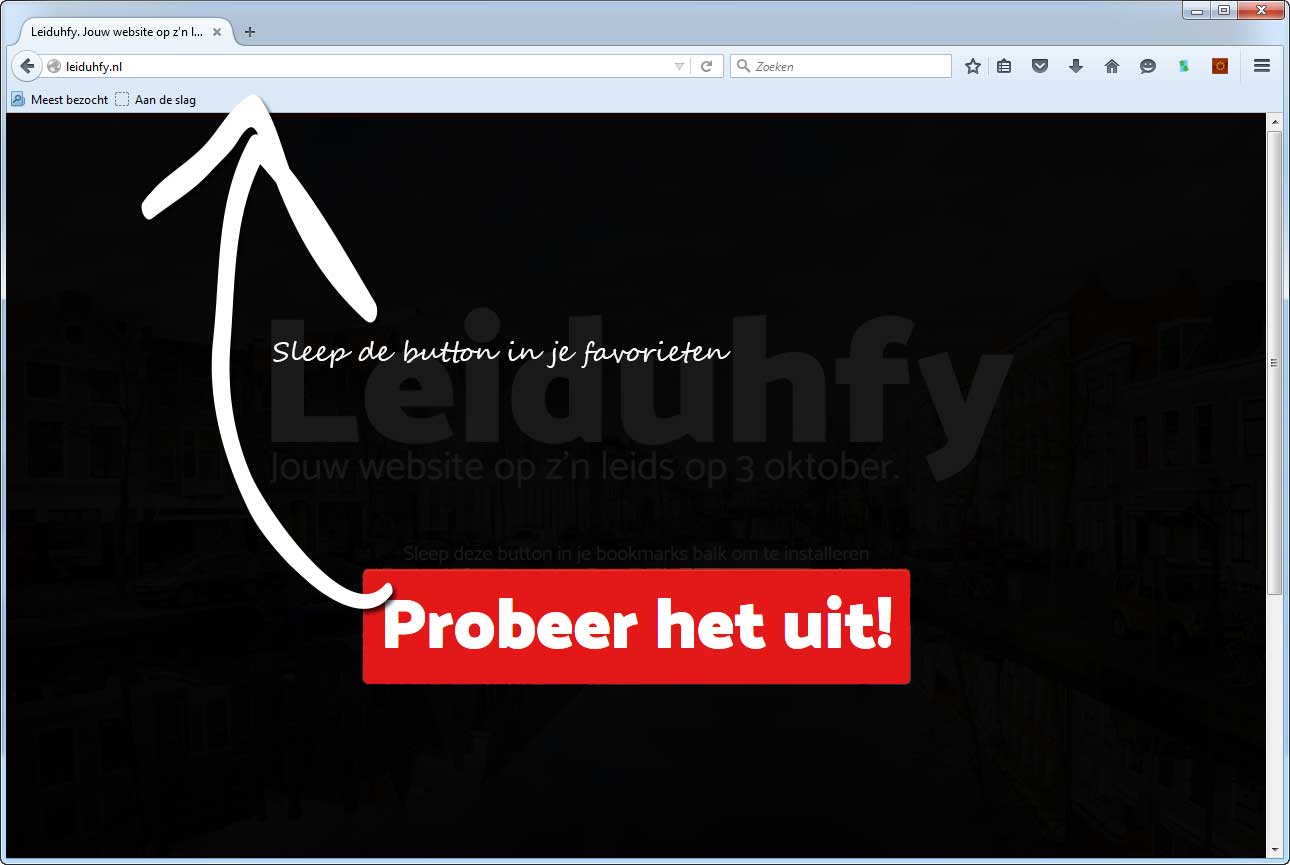 Leiduhfy. Jouw website op z'n l...
leiduhfy.nl
Zoeken
Meest bezocht
Aan de slag
Sleep de button in je favorieten
Leiduhfy
Jouw website op z'n leids op 3 oktober.
Sleep deze button in je bookmarks balk om te installeren
Probeer het uit!